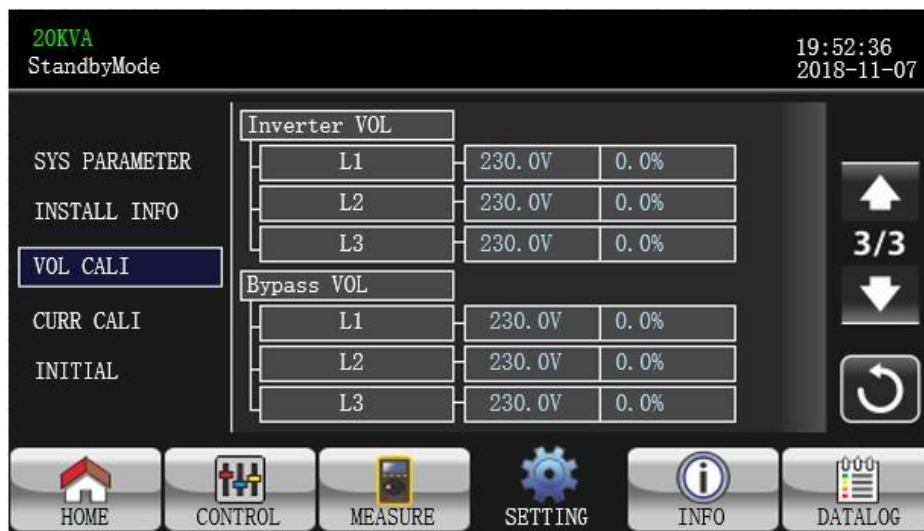 20KVA
StandbyMode
19:52:36
2018-11-07
SYS PARAMETER
INSTALL INFO
VOL CALI
CURR CALI
INITIAL
Inverter VOL
L1 230.0V 0.0%
L2 230.0V 0.0%
L3 230.0V 0.0%
Bypass VOL
L1 230.0V 0.0%
L2 230.0V 0.0%
L3 230.0V 0.0%
3/3
HOME CONTROL MEASURE SETTING INFO DATALOG